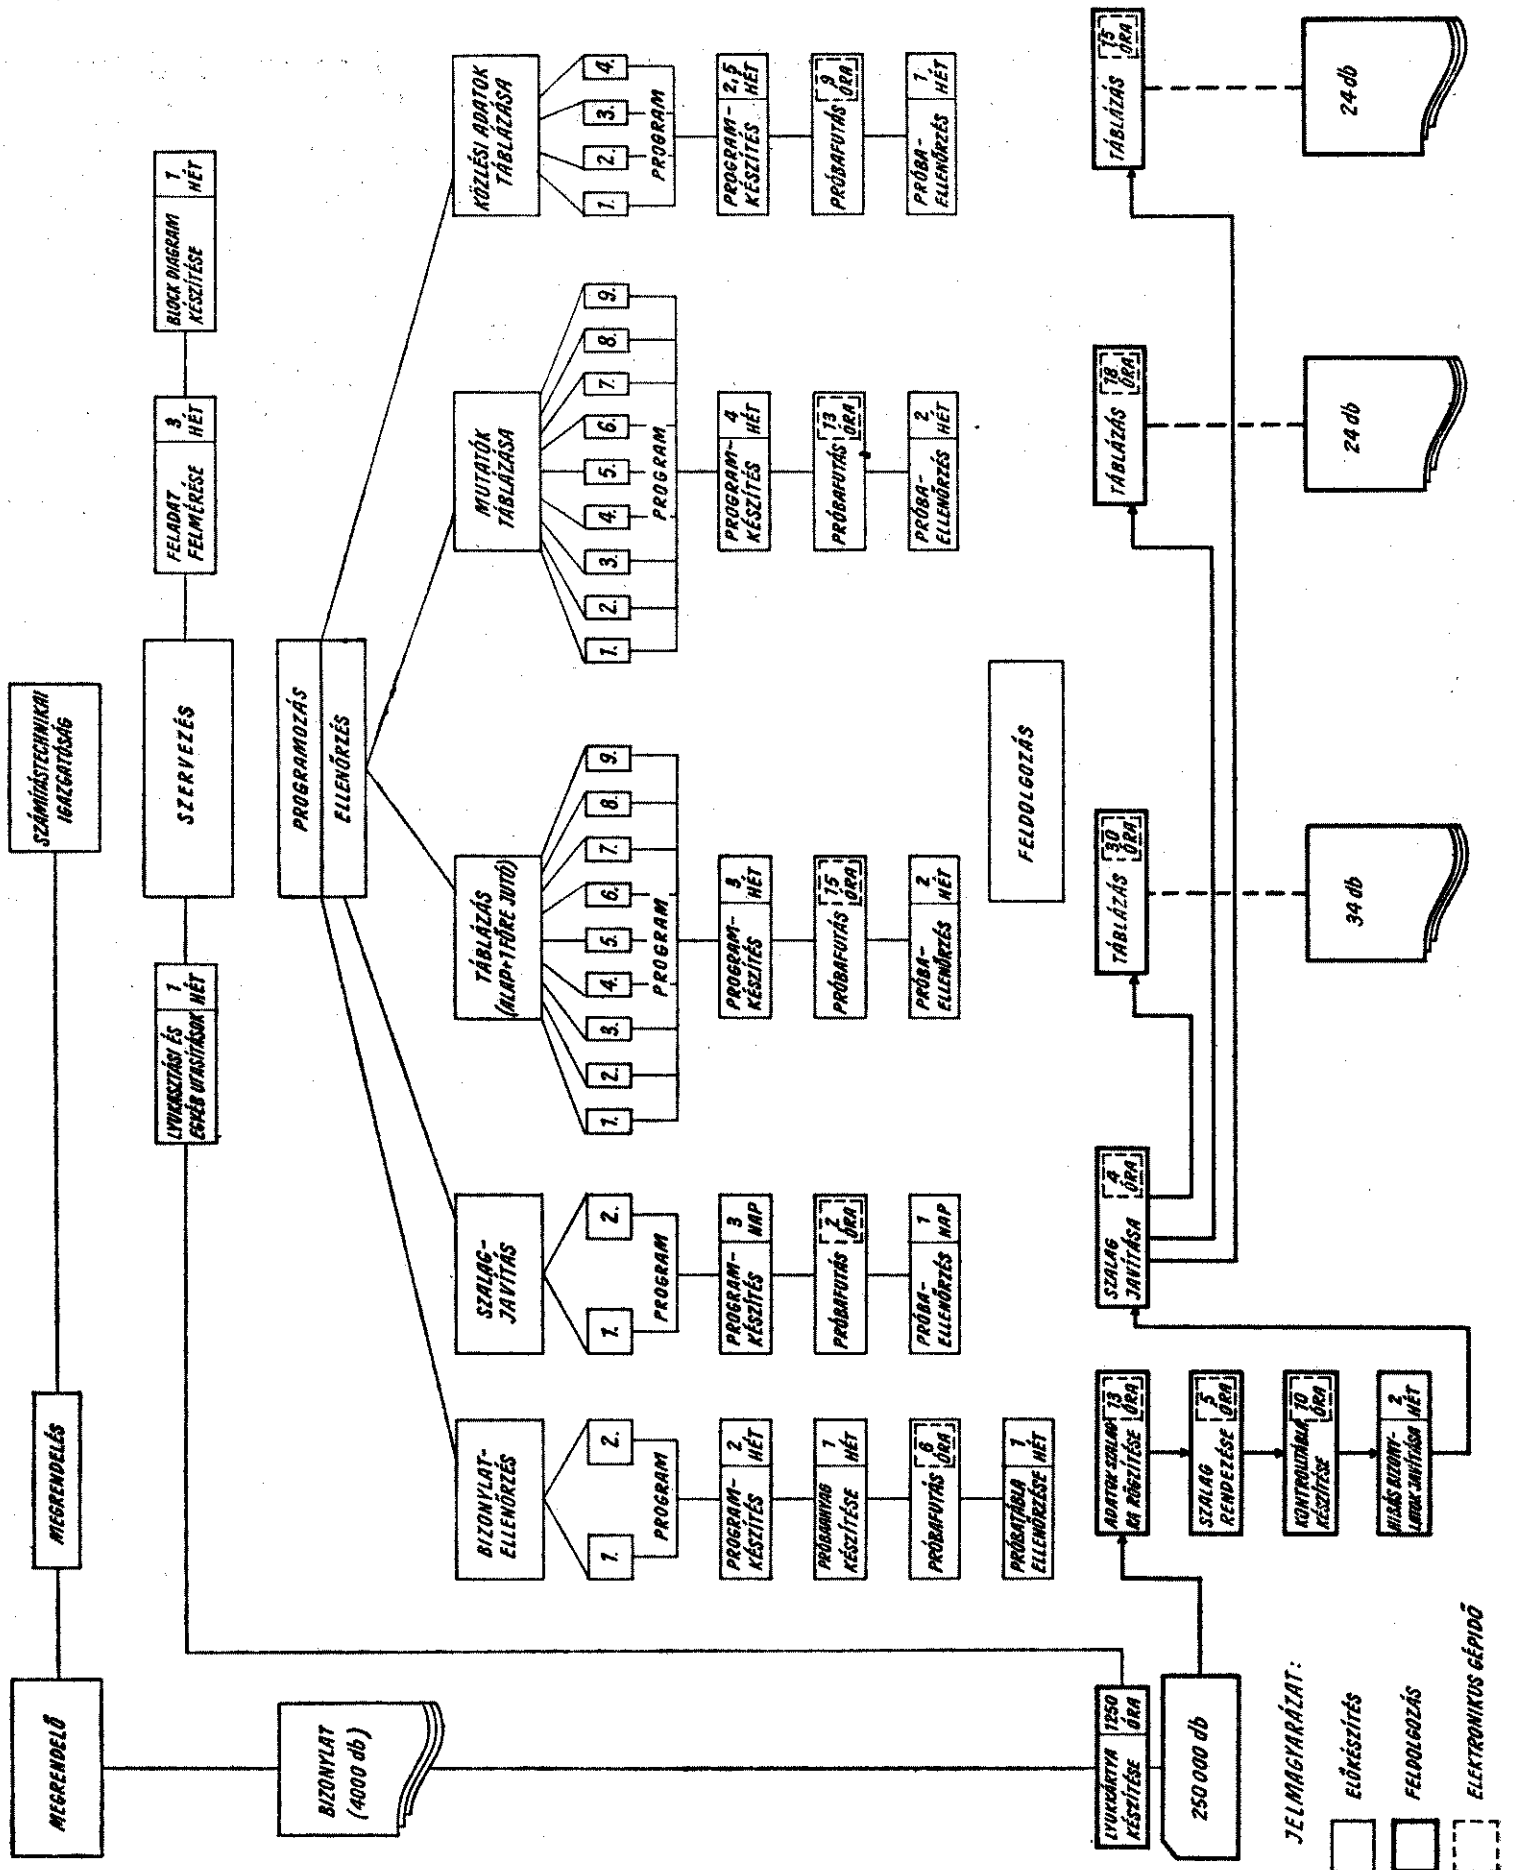 MEGRENDELŐ
MEGRENDELÉS
SZÁMÍTÁSTECHNIKAI
IGAZGATÓSÁG
LYUKASZTÁSI ÉS
EGYÉB UTASÍTÁSOK
1
HÉT
SZERVEZÉS
FELADAT
FELMÉRÉSE
3
HÉT
BLOCK DIAGRAM
KÉSZÍTÉSE
1
HÉT
BIZONYLAT
(4000 db)
PROGRAMOZÁS
ELLENŐRZÉS
BIZONYLAT-
ELLENŐRZÉS
1.
2.
PROGRAM
PROGRAM-
KÉSZÍTÉS
2
HÉT
PRÓBAANYAG
KÉSZÍTÉSE
1
HÉT
PRÓBAFUTÁS
6
ÓRA
PRÓBATÁBLA
ELLENŐRZÉSE
1
HÉT
SZALAG-
JAVÍTÁS
1.
2.
PROGRAM
PROGRAM-
KÉSZÍTÉS
3
NAP
PRÓBAFUTÁS
2
ÓRA
PRÓBA-
ELLENŐRZÉS
1
NAP
TÁBLÁZÁS
(ALAP+1 FŐRE JUTÓ)
1.
2.
3.
4.
5.
6.
7.
8.
9.
PROGRAM
PROGRAM-
KÉSZÍTÉS
3
HÉT
PRÓBAFUTÁS
15
ÓRA
PRÓBA-
ELLENŐRZÉS
2
HÉT
MUTATÓK
TÁBLÁZÁSA
1.
2.
3.
4.
5.
6.
7.
8.
9.
PROGRAM
PROGRAM-
KÉSZÍTÉS
4
HÉT
PRÓBAFUTÁS
13
ÓRA
PRÓBA-
ELLENŐRZÉS
2
HÉT
KÖZLÉSI ADATOK
TÁBLÁZÁSA
1.
2.
3.
4.
PROGRAM
PROGRAM-
KÉSZÍTÉS
2,5
HÉT
PRÓBAFUTÁS
9
ÓRA
PRÓBA-
ELLENŐRZÉS
1
HÉT
FELDOLGOZÁS
LYUKKÁRTYA
KÉSZÍTÉSE
1250
ÓRA
250 000 db
ADATOK SZALAG-
RA RÖGZÍTÉSE
13
ÓRA
SZALAG
RENDEZÉSE
5
ÓRA
KONTROLLTÁBLA
KÉSZÍTÉSE
10
ÓRA
HIBÁS BIZONY-
LATOK JAVÍTÁSA
2
HÉT
SZALAG
JAVÍTÁSA
4
ÓRA
TÁBLÁZÁS
30
ÓRA
34 db
TÁBLÁZÁS
18
ÓRA
24 db
TÁBLÁZÁS
15
ÓRA
24 db
JELMAGYARÁZAT:
ELŐKÉSZÍTÉS
FELDOLGOZÁS
ELEKTRONIKUS GÉPIDŐ